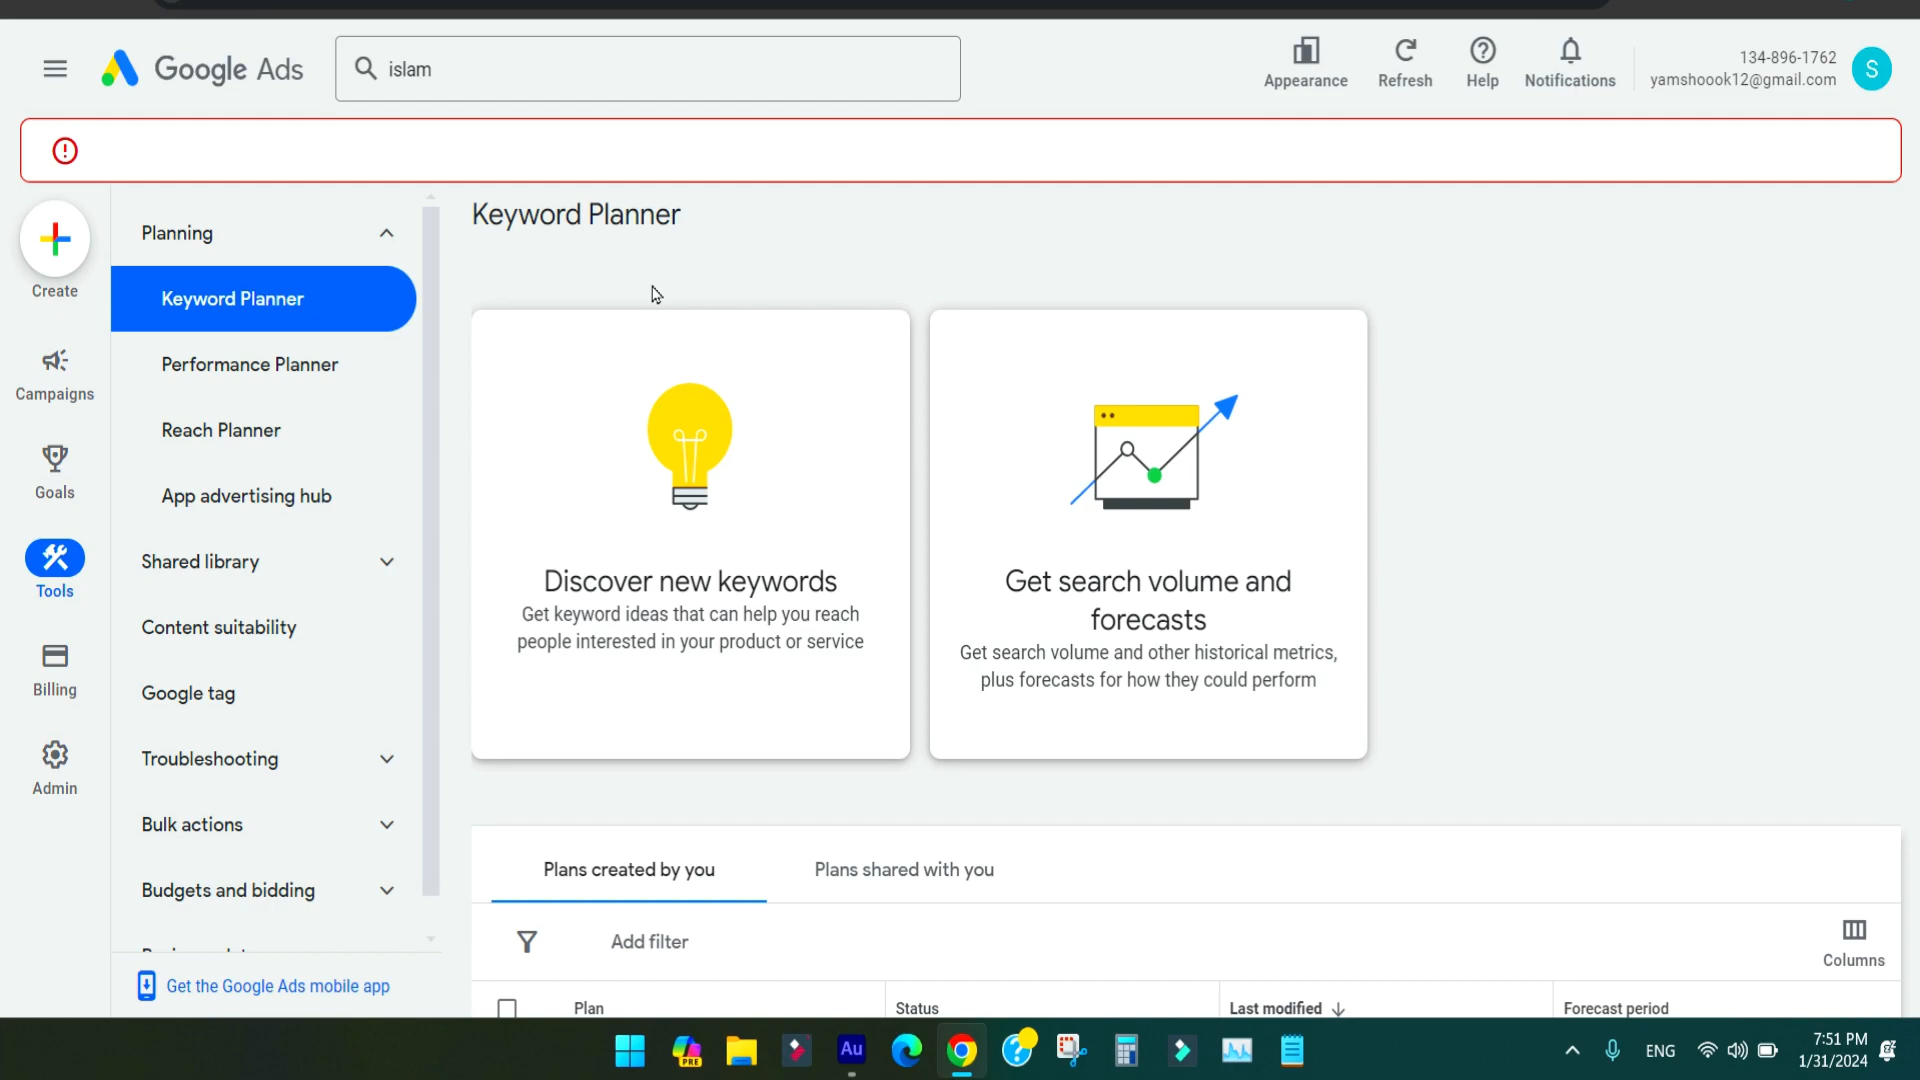 Google Ads
islam
Appearance
Refresh
Help
Notifications
134-896-1762
yamshoook12@gmail.com
S
Create
Campaigns
Goals
Tools
Billing
Admin
Planning
Keyword Planner
Performance Planner
Reach Planner
App advertising hub
Shared library
Content suitability
Google tag
Troubleshooting
Bulk actions
Budgets and bidding
Get the Google Ads mobile app
Keyword Planner
Discover new keywords
Get keyword ideas that can help you reach
people interested in your product or service
Get search volume and
forecasts
Get search volume and other historical metrics,
plus forecasts for how they could perform
Plans created by you
Plans shared with you
Add filter
Columns
Plan
Status
Last modified
Forecast period
PRE
Au
ENG
7:51 PM
1/31/2024